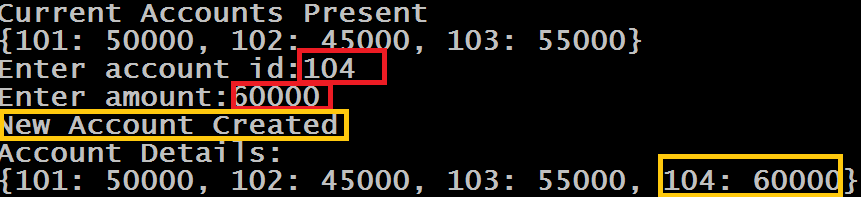 Current Accounts Present
{101: 50000, 102: 45000, 103: 55000}
Enter account id:104
Enter amount:60000
New Account Created
Account Details:
{101: 50000, 102: 45000, 103: 55000, 104: 60000}